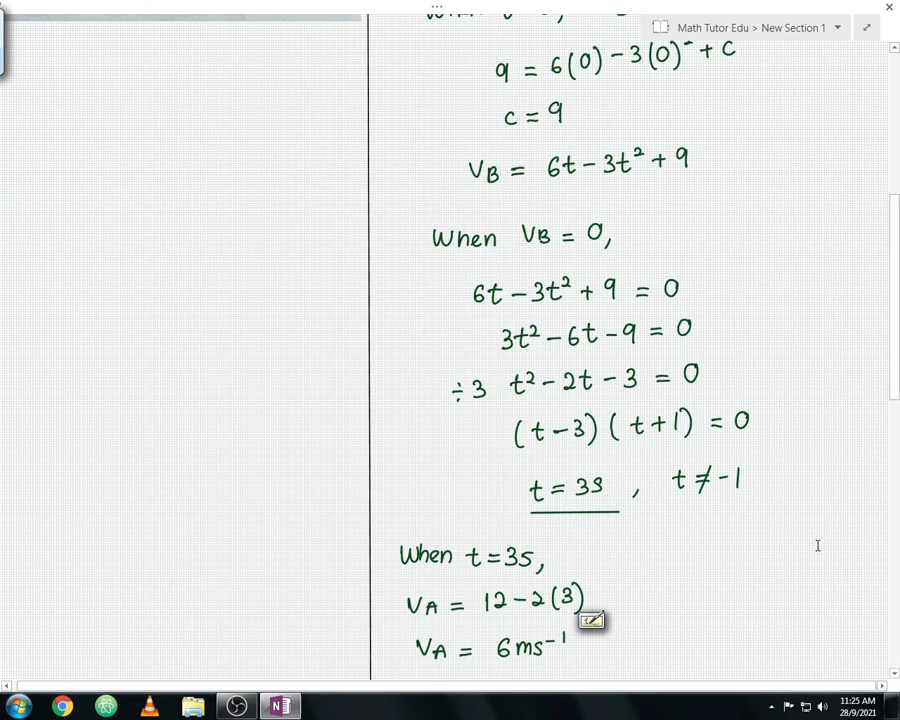 Math Tutor Edu > New Section 1
9 = 6(0) - 3(0)² + c
c = 9
VB = 6t - 3t² + 9
When VB = 0,
6t - 3t² + 9 = 0
3t² - 6t - 9 = 0
÷3 t² - 2t - 3 = 0
(t - 3)(t + 1) = 0
t = 3s , t ≠ -1
When t = 3s,
VA = 12 - 2(3)
VA = 6ms⁻¹
11:25 AM
28/9/2021